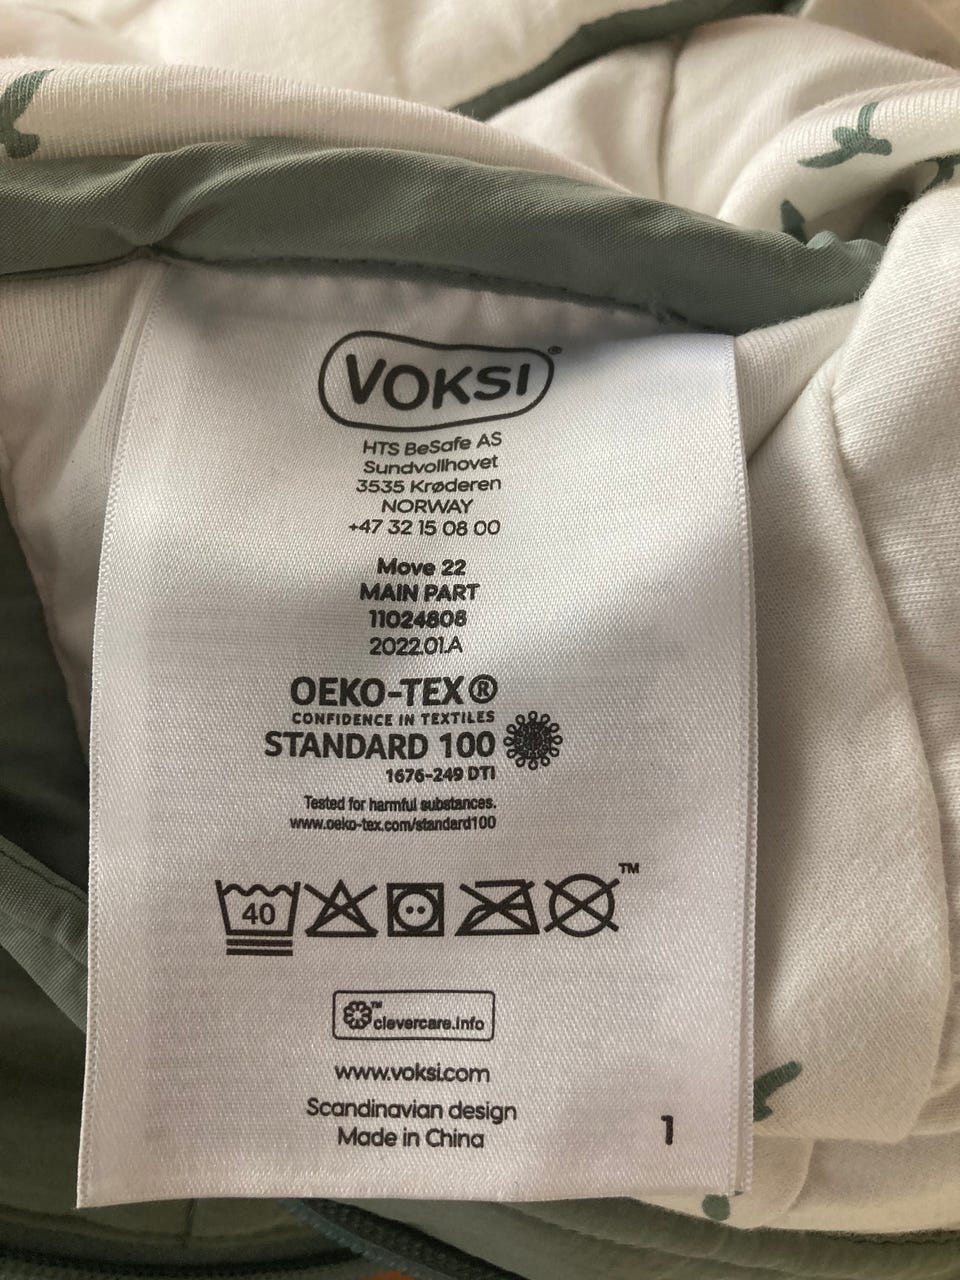 VOKSI®
HTS BeSafe AS
Sundvollhovet
3535 Krøderen
NORWAY
+47 32 15 08 00
Move 22
MAIN PART
11024808
2022.01.A
OEKO-TEX®
CONFIDENCE IN TEXTILES
STANDARD 100
1676-249 DTI
Tested for harmful substances.
www.oeko-tex.com/standard100
40
TM
TM
clevercare.info
www.voksi.com
Scandinavian design
Made in China
1